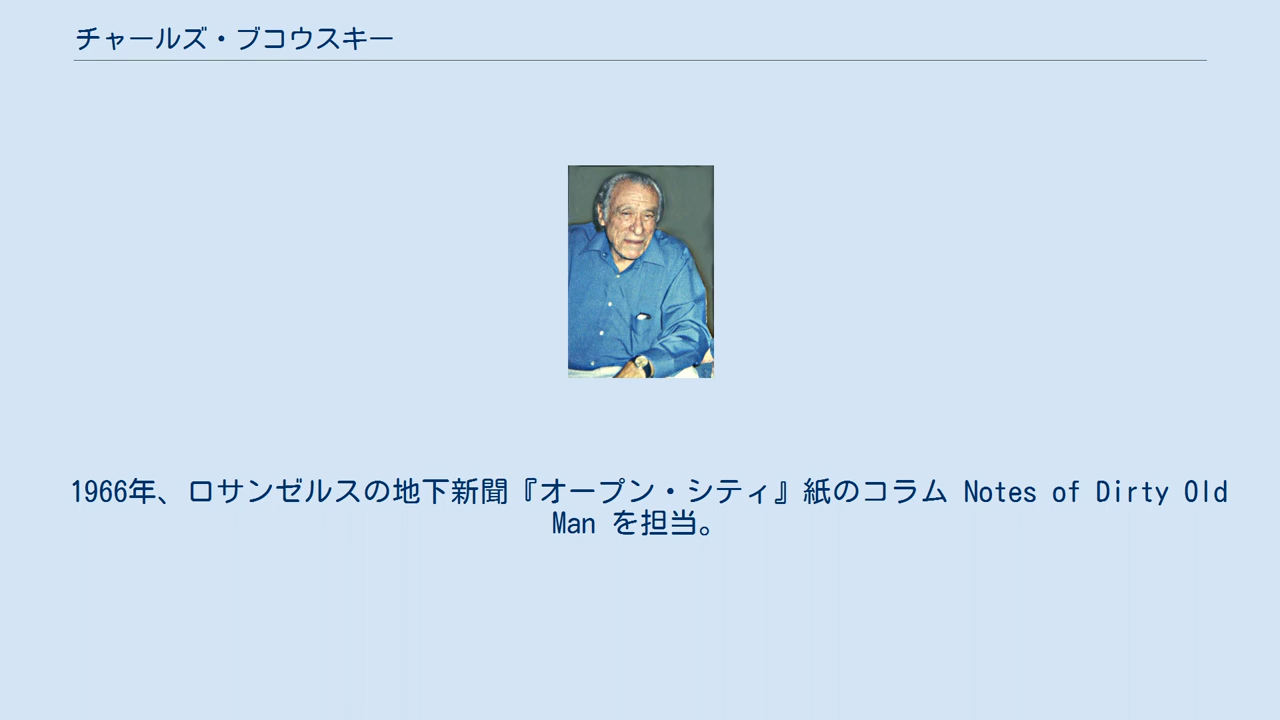 チャールズ・ブコウスキー
1966年、ロサンゼルスの地下新聞『オープン・シティ』紙のコラム Notes of Dirty Old
Man を担当。